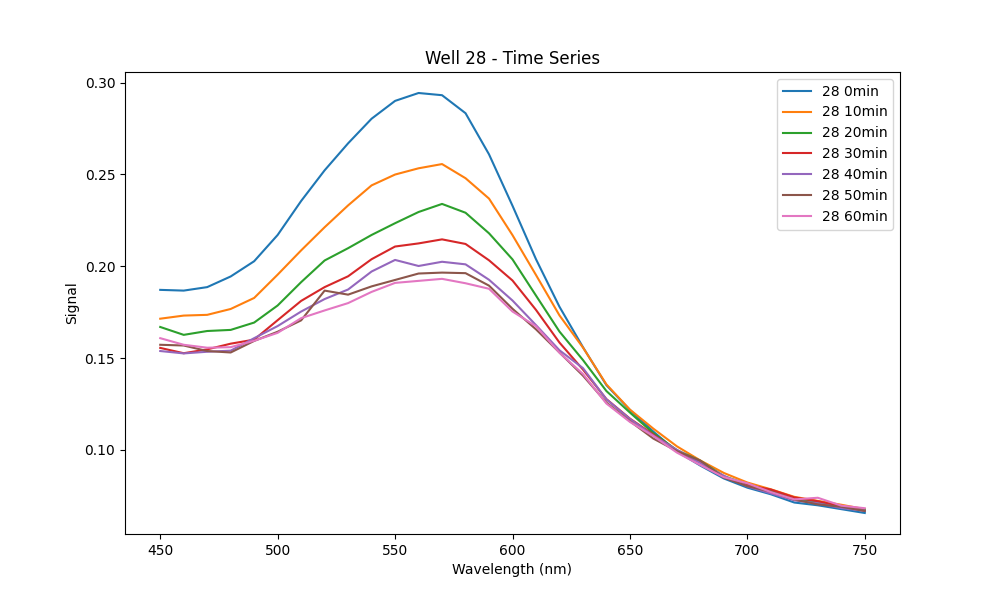 Well 28 - Time Series
Signal
0.30
0.25
0.20
0.15
0.10
28 0min
28 10min
28 20min
28 30min
28 40min
28 50min
28 60min
450
500
550
600
650
700
750
Wavelength (nm)